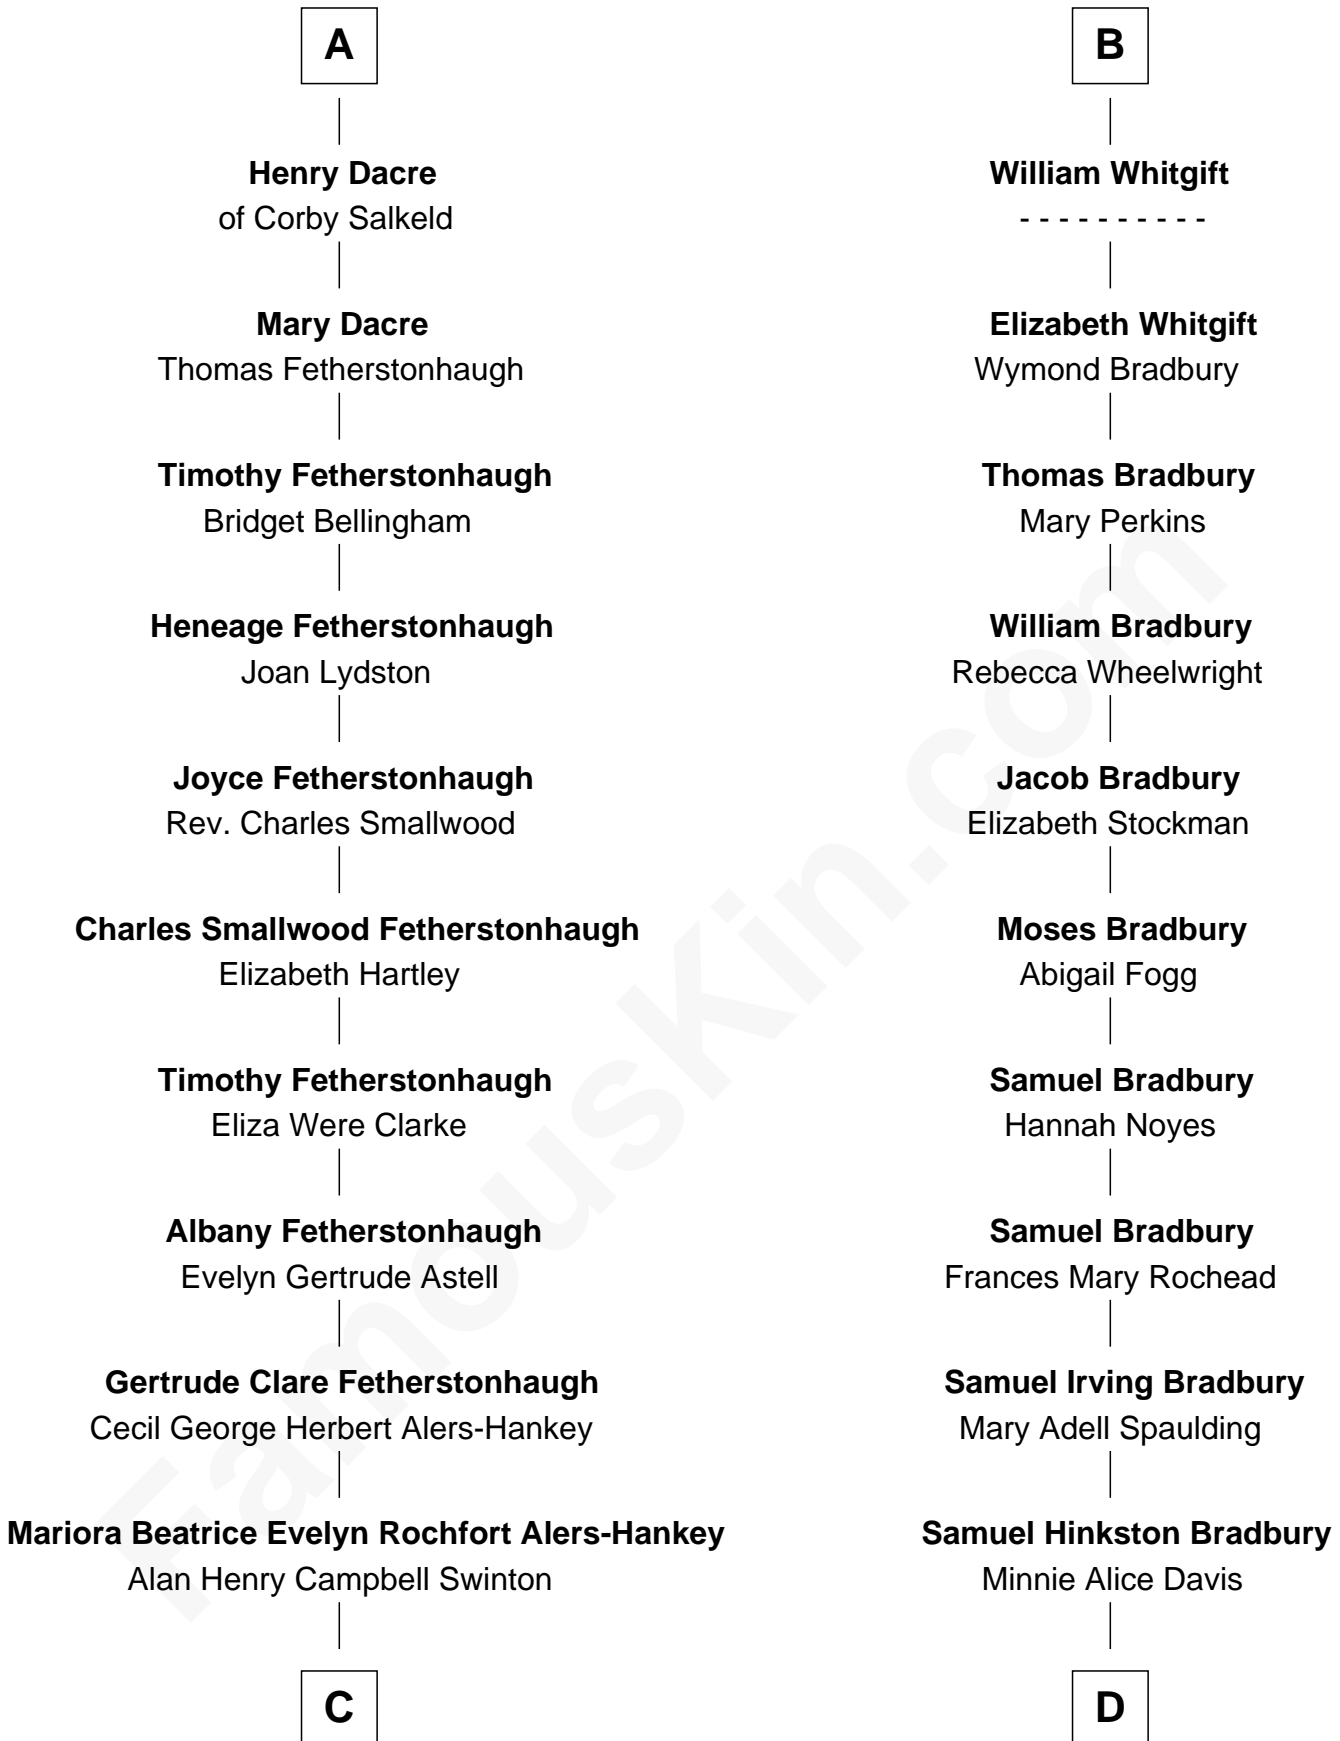 A
Henry Dacre
of Corby Salkeld
Mary Dacre
Thomas Fetherstonhaugh
Timothy Fetherstonhaugh
Bridget Bellingham
Heneage Fetherstonhaugh
Joan Lydston
Joyce Fetherstonhaugh
Rev. Charles Smallwood
Charles Smallwood Fetherstonhaugh
Elizabeth Hartley
Timothy Fetherstonhaugh
Eliza Were Clarke
Albany Fetherstonhaugh
Evelyn Gertrude Astell
Gertrude Clare Fetherstonhaugh
Cecil George Herbert Alers-Hankey
Mariora Beatrice Evelyn Rochfort Alers-Hankey
Alan Henry Campbell Swinton
C
B
William Whitgift
- - - - - - - - - -
Elizabeth Whitgift
Wymond Bradbury
Thomas Bradbury
Mary Perkins
William Bradbury
Rebecca Wheelwright
Jacob Bradbury
Elizabeth Stockman
Moses Bradbury
Abigail Fogg
Samuel Bradbury
Hannah Noyes
Samuel Bradbury
Frances Mary Rochead
Samuel Irving Bradbury
Mary Adell Spaulding
Samuel Hinkston Bradbury
Minnie Alice Davis
D
FamousKin.com